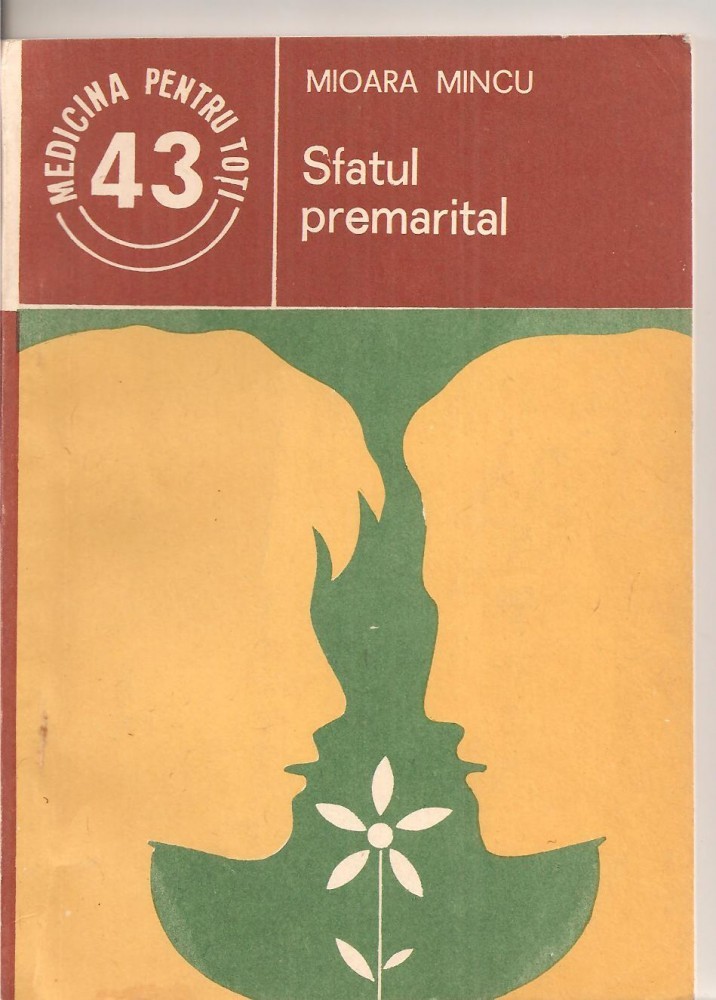 MEDICINA PENTRU TOȚI
43
MIOARA MINCU
Sfatul
premarital